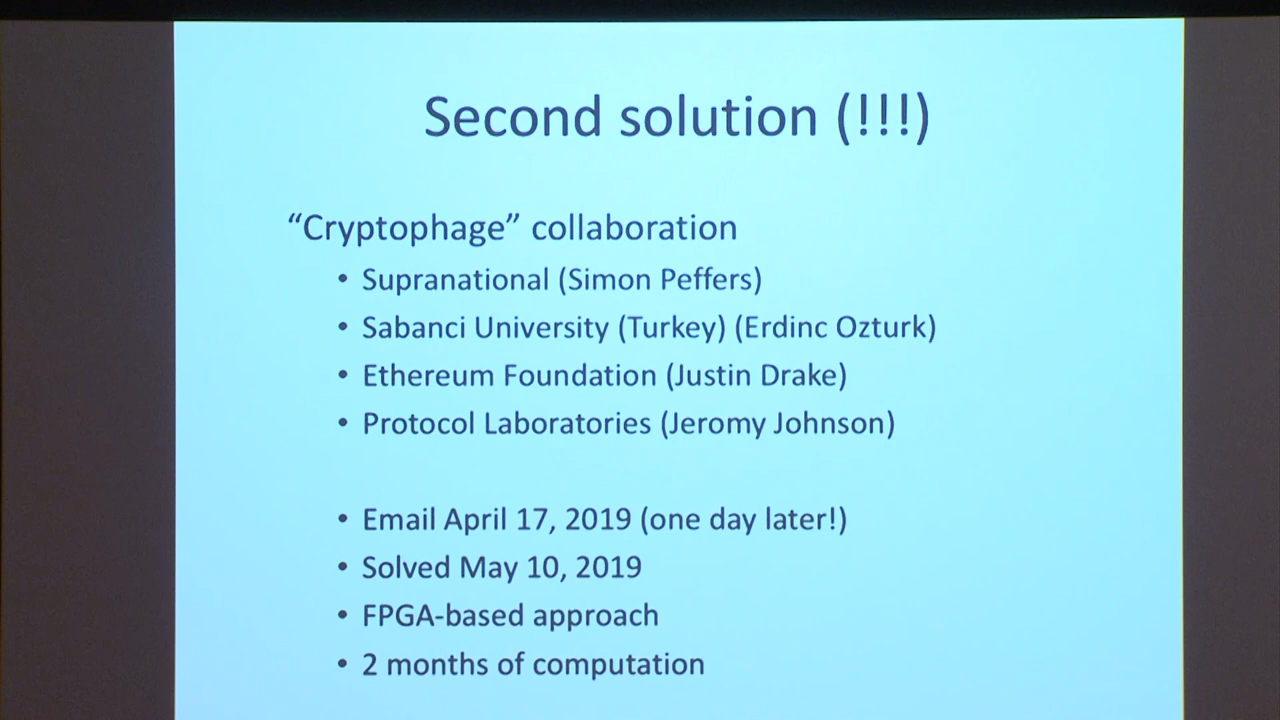 Second solution (!!!)
“Cryptophage” collaboration
• Supranational (Simon Peffers)
• Sabanci University (Turkey) (Erdinc Ozturk)
• Ethereum Foundation (Justin Drake)
• Protocol Laboratories (Jeromy Johnson)
• Email April 17, 2019 (one day later!)
• Solved May 10, 2019
• FPGA-based approach
• 2 months of computation